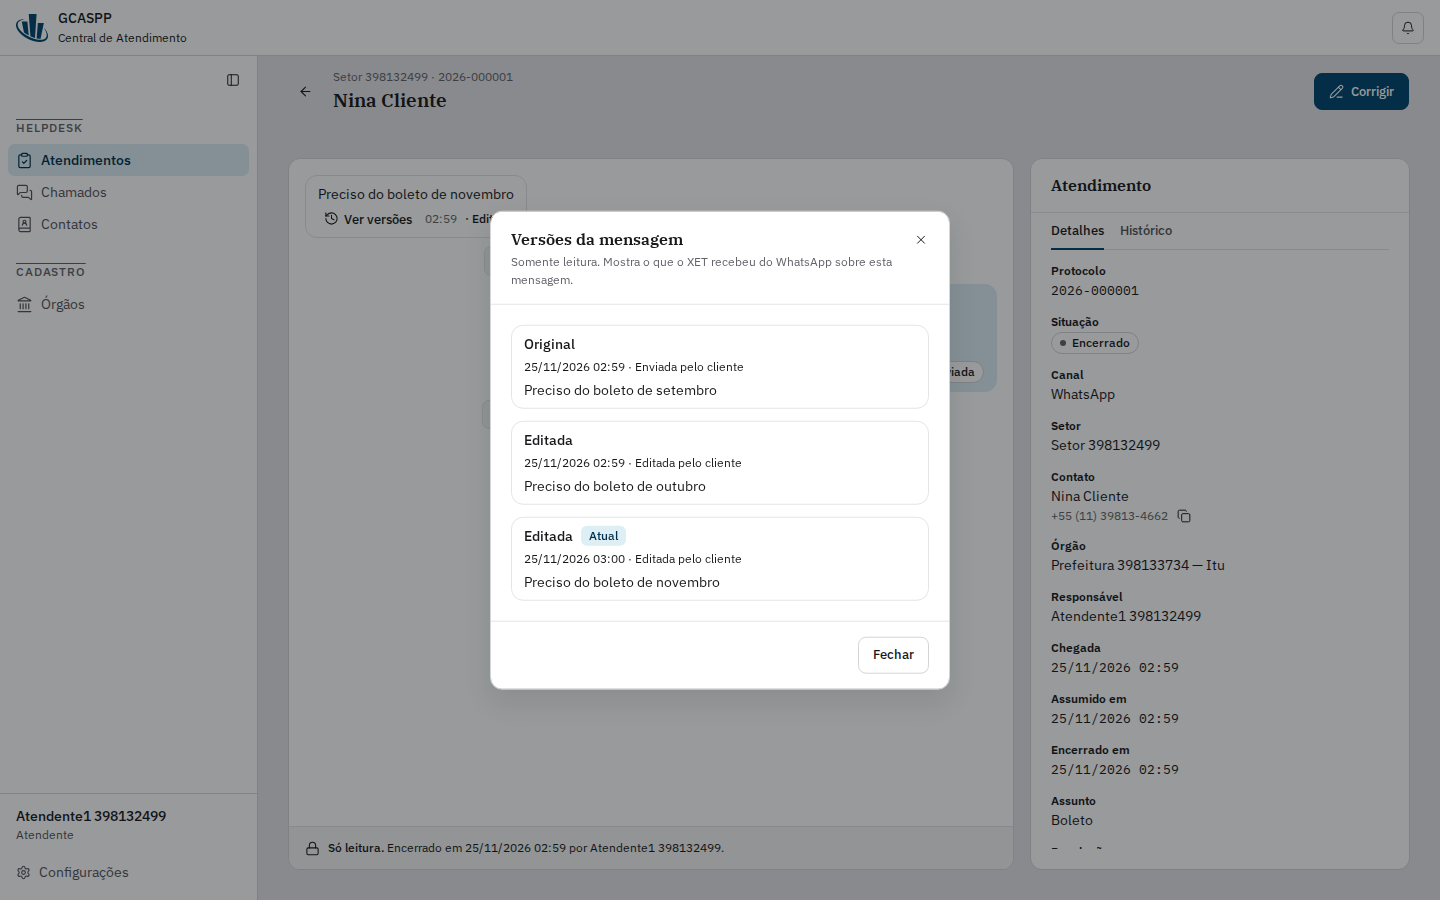 GCASPP
Central de Atendimento
HELPDESK
Atendimentos
Chamados
Contatos
CADASTRO
Órgãos
Atendente1 398132499
Atendente
Configurações
Setor 398132499 · 2026-000001
Nina Cliente
Corrigir
Preciso do boleto de novembro
Ver versões 02:59 · Edit
Versões da mensagem
Somente leitura. Mostra o que o XET recebeu do WhatsApp sobre esta
mensagem.
Original
25/11/2026 02:59 · Enviada pelo cliente
Preciso do boleto de setembro
Editada
25/11/2026 02:59 · Editada pelo cliente
Preciso do boleto de outubro
Editada Atual
25/11/2026 03:00 · Editada pelo cliente
Preciso do boleto de novembro
Fechar
Só leitura. Encerrado em 25/11/2026 02:59 por Atendente1 398132499.
Atendimento
Detalhes Histórico
Protocolo
2026-000001
Situação
Encerrado
Canal
WhatsApp
Setor
Setor 398132499
Contato
Nina Cliente
+55 (11) 39813-4662
Órgão
Prefeitura 398133734 — Itu
Responsável
Atendente1 398132499
Chegada
25/11/2026 02:59
Assumido em
25/11/2026 02:59
Encerrado em
25/11/2026 02:59
Assunto
Boleto